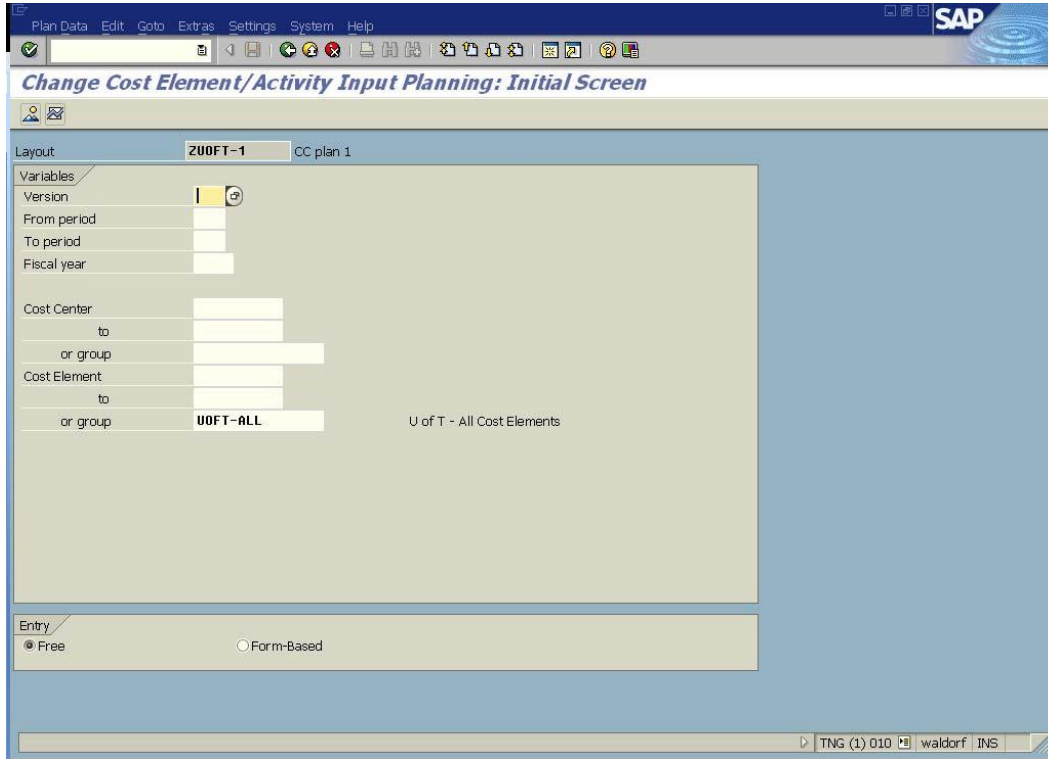 Plan Data Edit Goto Extras Settings System Help
SAP
Change Cost Element/Activity Input Planning: Initial Screen
Layout ZUOFT-1 CC plan 1
Variables
Version
From period
To period
Fiscal year
Cost Center
to
or group
Cost Element
to
or group UOFT-ALL U of T - All Cost Elements
Entry
Free Form-Based
TNG (1) 010 waldorf INS